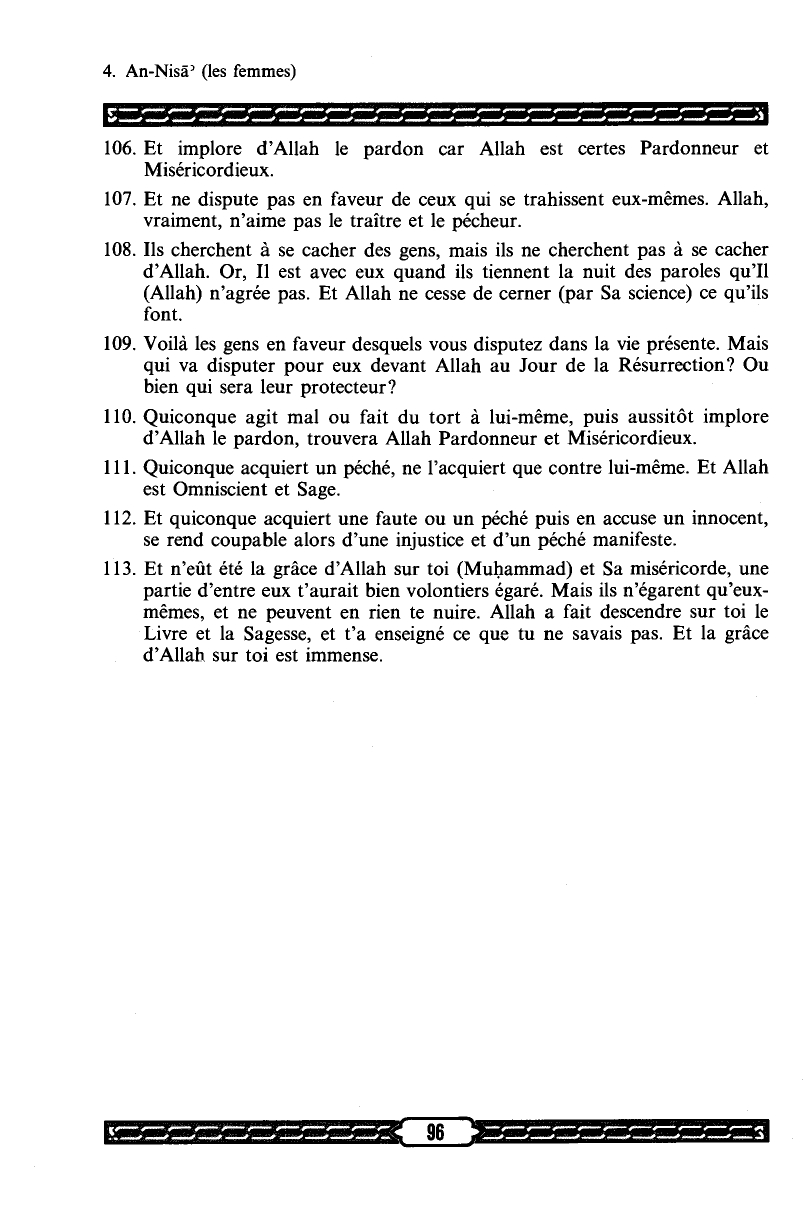 4. An-Nisāʾ (les femmes)
106. Et implore d'Allah le pardon car Allah est certes Pardonneur et
Miséricordieux.
107. Et ne dispute pas en faveur de ceux qui se trahissent eux-mêmes. Allah,
vraiment, n'aime pas le traître et le pécheur.
108. Ils cherchent à se cacher des gens, mais ils ne cherchent pas à se cacher
d'Allah. Or, Il est avec eux quand ils tiennent la nuit des paroles qu'Il
(Allah) n'agrée pas. Et Allah ne cesse de cerner (par Sa science) ce qu'ils
font.
109. Voilà les gens en faveur desquels vous disputez dans la vie présente. Mais
qui va disputer pour eux devant Allah au Jour de la Résurrection? Ou
bien qui sera leur protecteur?
110. Quiconque agit mal ou fait du tort à lui-même, puis aussitôt implore
d'Allah le pardon, trouvera Allah Pardonneur et Miséricordieux.
111. Quiconque acquiert un péché, ne l'acquiert que contre lui-même. Et Allah
est Omniscient et Sage.
112. Et quiconque acquiert une faute ou un péché puis en accuse un innocent,
se rend coupable alors d'une injustice et d'un péché manifeste.
113. Et n'eût été la grâce d'Allah sur toi (Muḥammad) et Sa miséricorde, une
partie d'entre eux t'aurait bien volontiers égaré. Mais ils n'égarent qu'eux-
mêmes, et ne peuvent en rien te nuire. Allah a fait descendre sur toi le
Livre et la Sagesse, et t'a enseigné ce que tu ne savais pas. Et la grâce
d'Allah sur toi est immense.
96